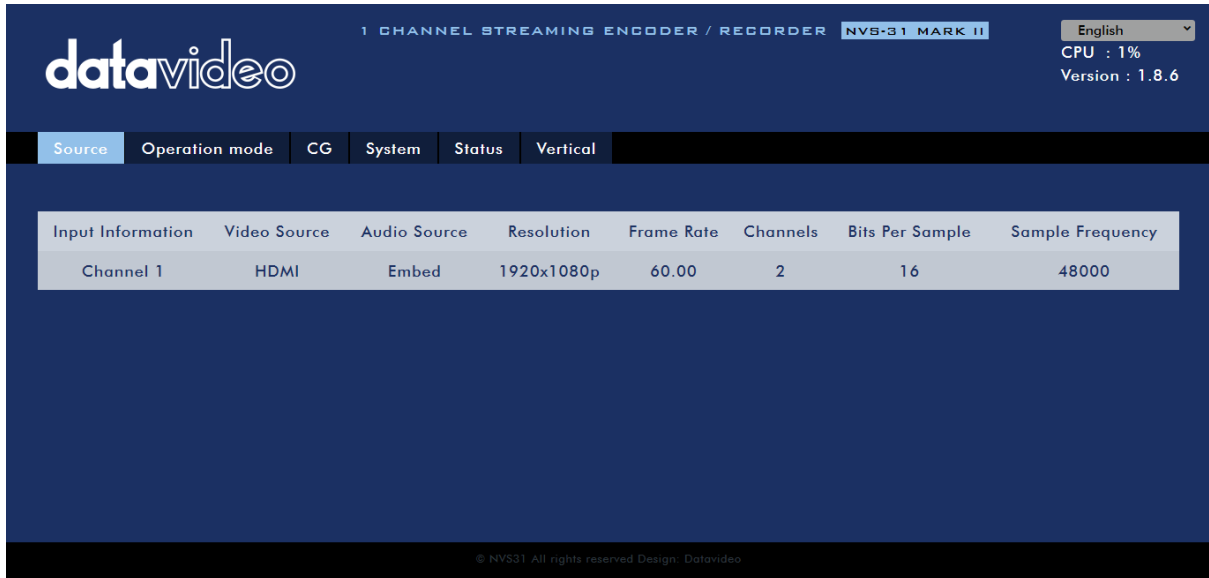 1 CHANNEL STREAMING ENCODER / RECORDER NVS-31 MARK II
English
datavideo
CPU : 1%
Version : 1.8.6
Source Operation mode CG System Status Vertical
Input Information Video Source Audio Source Resolution Frame Rate Channels Bits Per Sample Sample Frequency
Channel 1 HDMI Embed 1920x1080p 60.00 2 16 48000
© NVS31 All rights reserved Design: Datavideo